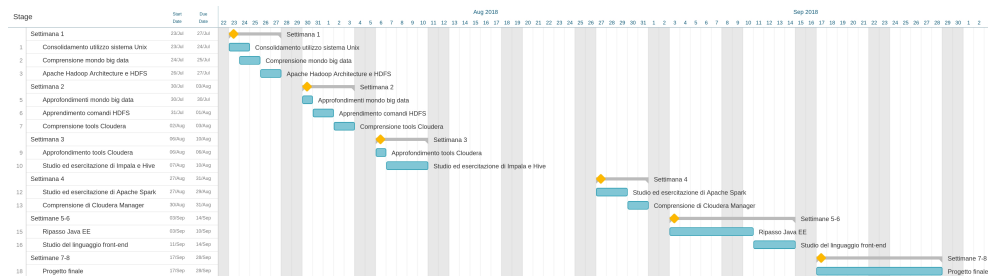 Aug 2018 Sep 2018
Stage Start Date Due Date 22 23 24 25 26 27 28 29 30 31 1 2 3 4 5 6 7 8 9 10 11 12 13 14 15 16 17 18 19 20 21 22 23 24 25 26 27 28 29 30 31 1 2 3 4 5 6 7 8 9 10 11 12 13 14 15 16 17 18 19 20 21 22 23 24 25 26 27 28 29 30 1 2
Settimana 1 23/Jul 27/Jul Settimana 1
1 Consolidamento utilizzo sistema Unix 23/Jul 24/Jul Consolidamento utilizzo sistema Unix
2 Comprensione mondo big data 24/Jul 25/Jul Comprensione mondo big data
3 Apache Hadoop Architecture e HDFS 26/Jul 27/Jul Apache Hadoop Architecture e HDFS
Settimana 2 30/Jul 03/Aug Settimana 2
5 Approfondimenti mondo big data 30/Jul 30/Jul Approfondimenti mondo big data
6 Apprendimento comandi HDFS 31/Jul 01/Aug Apprendimento comandi HDFS
7 Comprensione tools Cloudera 02/Aug 03/Aug Comprensione tools Cloudera
Settimana 3 06/Aug 10/Aug Settimana 3
9 Approfondimento tools Cloudera 06/Aug 06/Aug Approfondimento tools Cloudera
10 Studio ed esercitazione di Impala e Hive 07/Aug 10/Aug Studio ed esercitazione di Impala e Hive
Settimana 4 27/Aug 31/Aug Settimana 4
12 Studio ed esercitazione di Apache Spark 27/Aug 29/Aug Studio ed esercitazione di Apache Spark
13 Comprensione di Cloudera Manager 30/Aug 31/Aug Comprensione di Cloudera Manager
Settimane 5-6 03/Sep 14/Sep Settimane 5-6
15 Ripasso Java EE 03/Sep 10/Sep Ripasso Java EE
16 Studio del linguaggio front-end 11/Sep 14/Sep Studio del linguaggio front-end
Settimane 7-8 17/Sep 28/Sep Settimane 7-8
18 Progetto finale 17/Sep 28/Sep Progetto finale